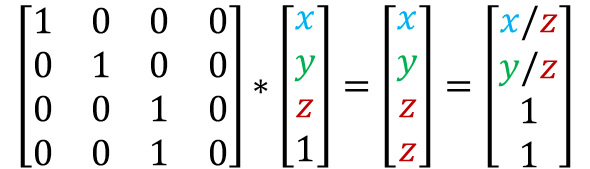 [1 0 0 0] [x] [x] [x/z]
[0 1 0 0] [y] [y] [y/z]
[0 0 1 0] * [z] = [z] = [1]
[0 0 1 0] [1] [z] [1]